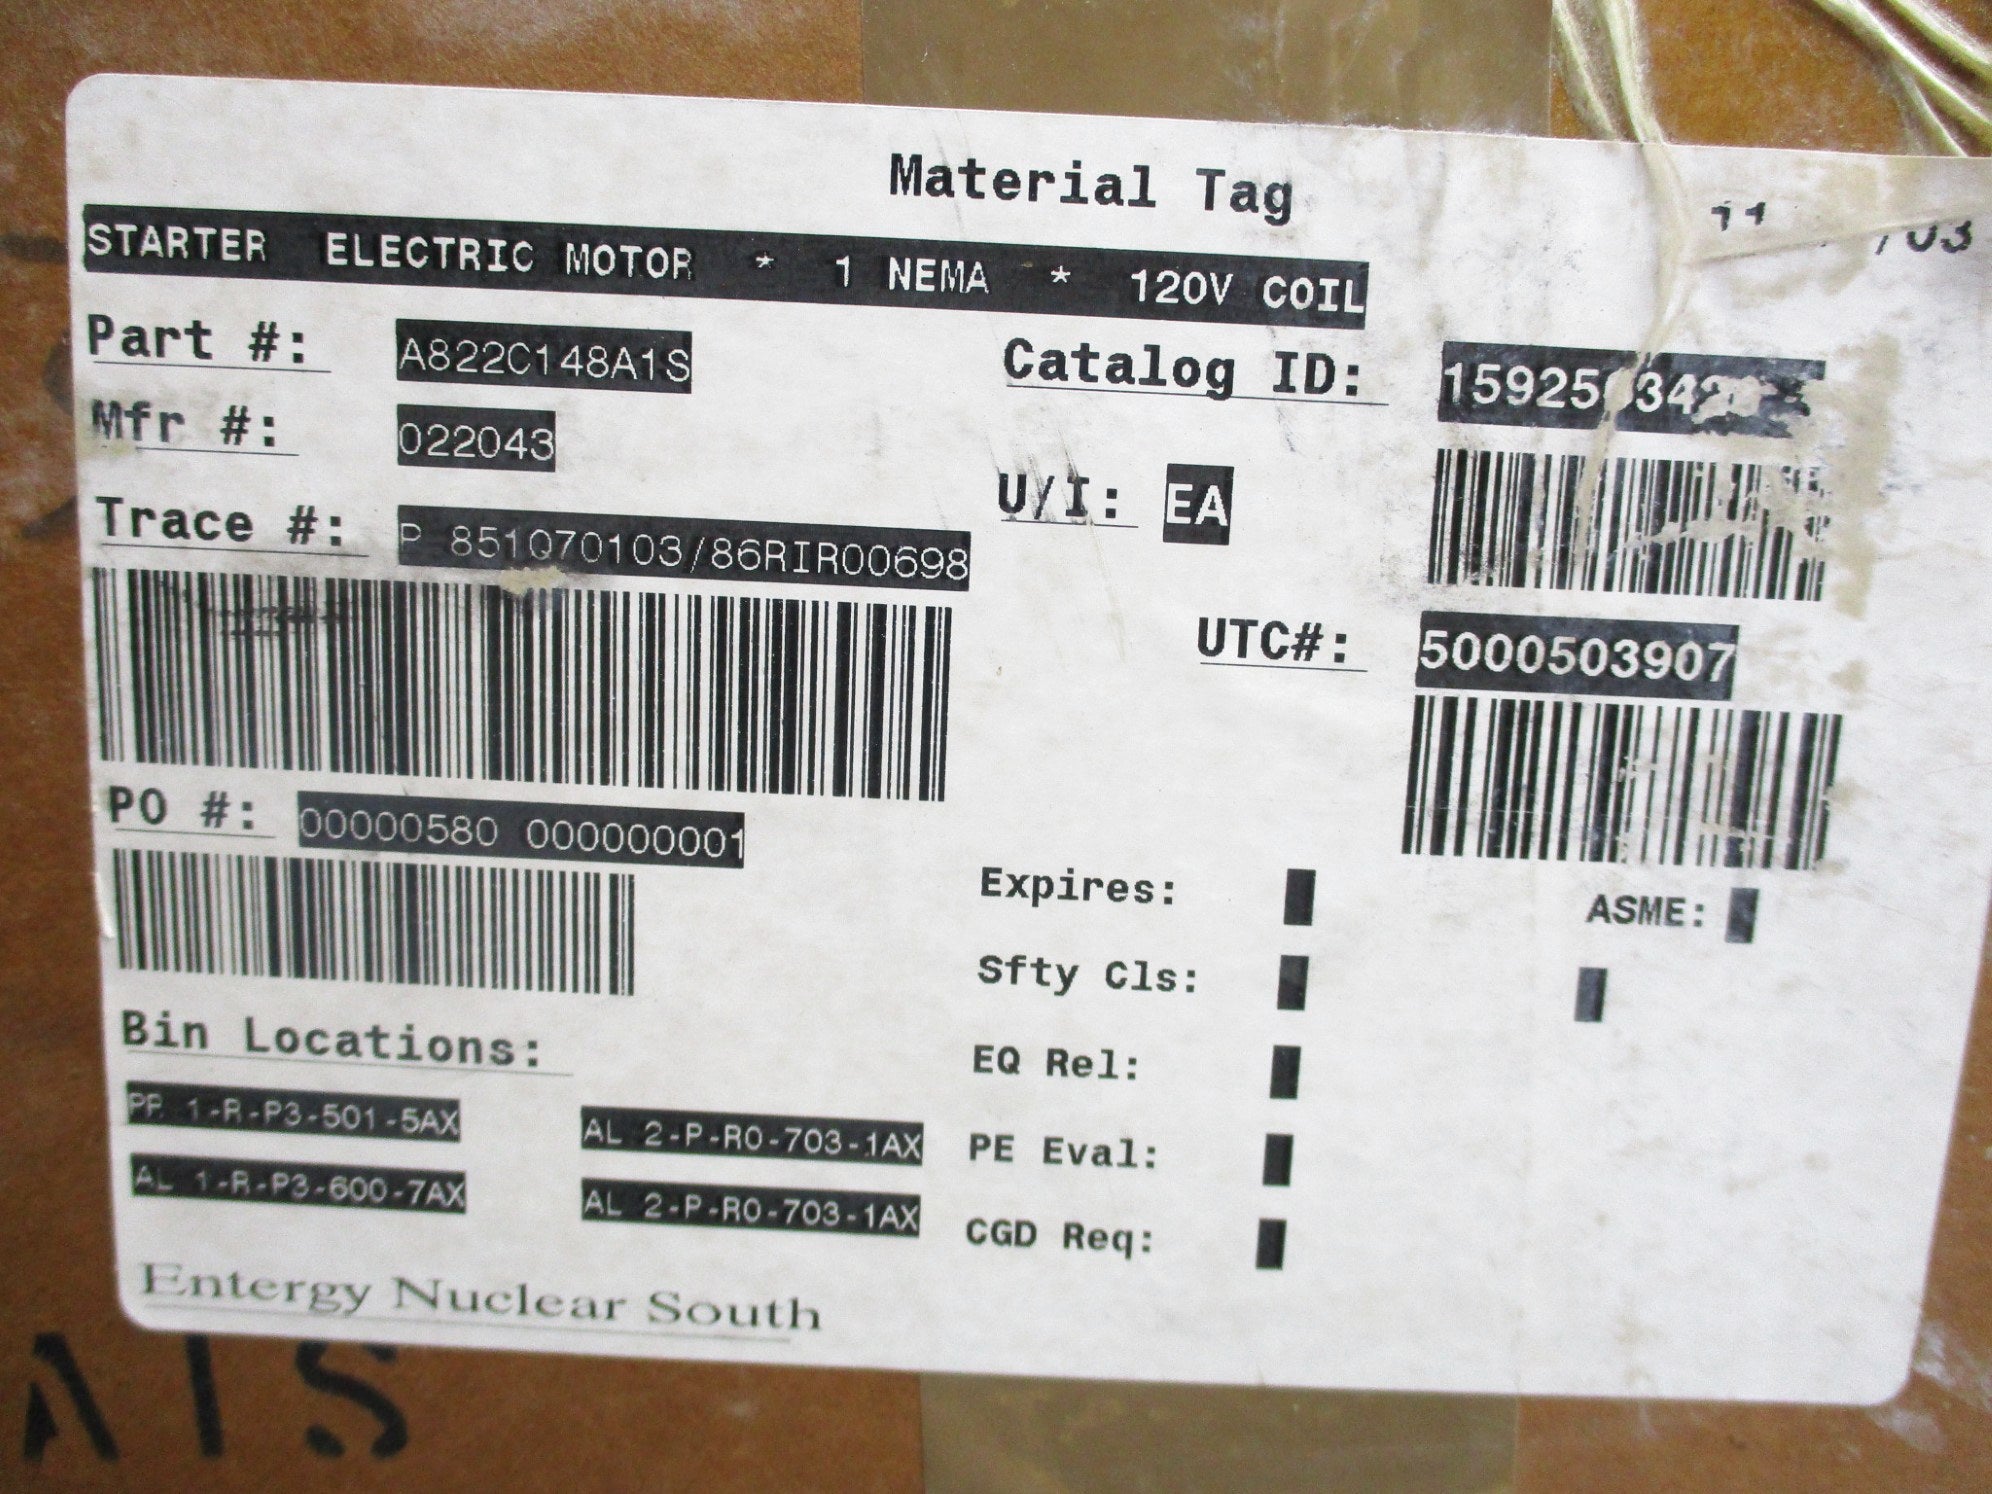 Material Tag
STARTER ELECTRIC MOTOR * 1 NEMA * 120V COIL
Part #: A822C148A1S
Catalog ID:
Mfr #: 022043
U/I: EA
Trace #: P 851Q70103/86RIR00698
UTC#: 5000503907
PO #: 00000580 000000001
Expires:
ASME:
Sfty Cls:
Bin Locations:
EQ Rel:
PP 1-R-P3-501-5AX AL 2-P-R0-703-1AX
PE Eval:
AL 1-R-P3-600-7AX AL 2-P-R0-703-1AX
CGD Req:
Entergy Nuclear South
A1S